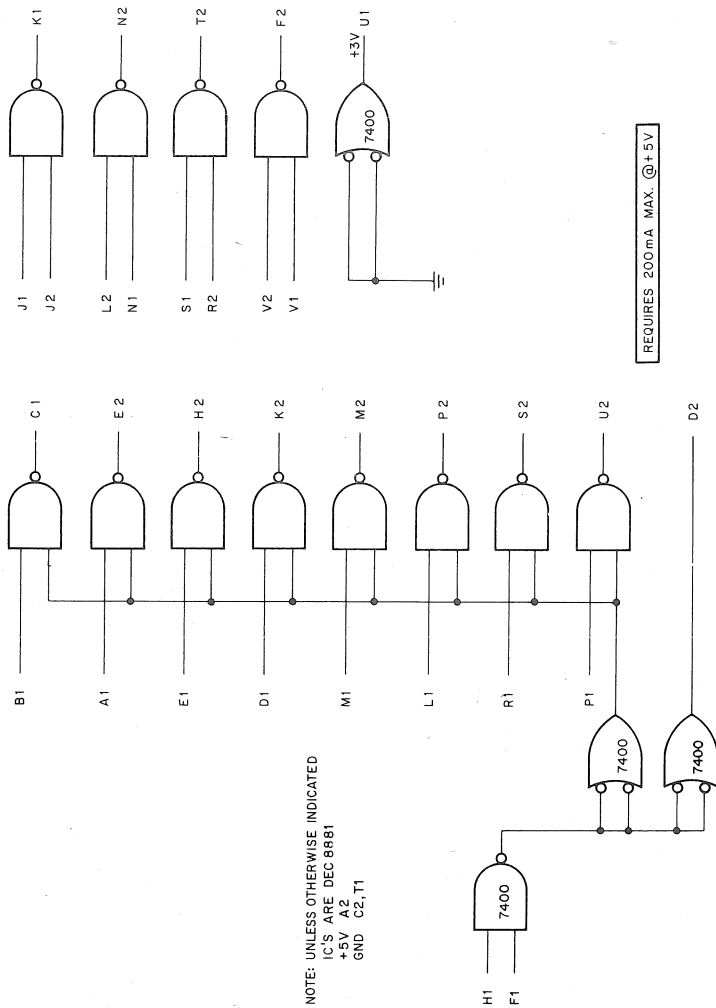 J1
J2
K1
L2
N1
N2
S1
R2
T2
V2
V1
F2
7400
+3V
U1
B1
C1
A1
E2
E1
H2
D1
K2
M1
M2
L1
P2
R1
S2
P1
U2
7400
7400
D2
H1
F1
7400
NOTE: UNLESS OTHERWISE INDICATED
IC'S ARE DEC 8881
+5V A2
GND C2,T1
REQUIRES 200mA MAX. @+5V